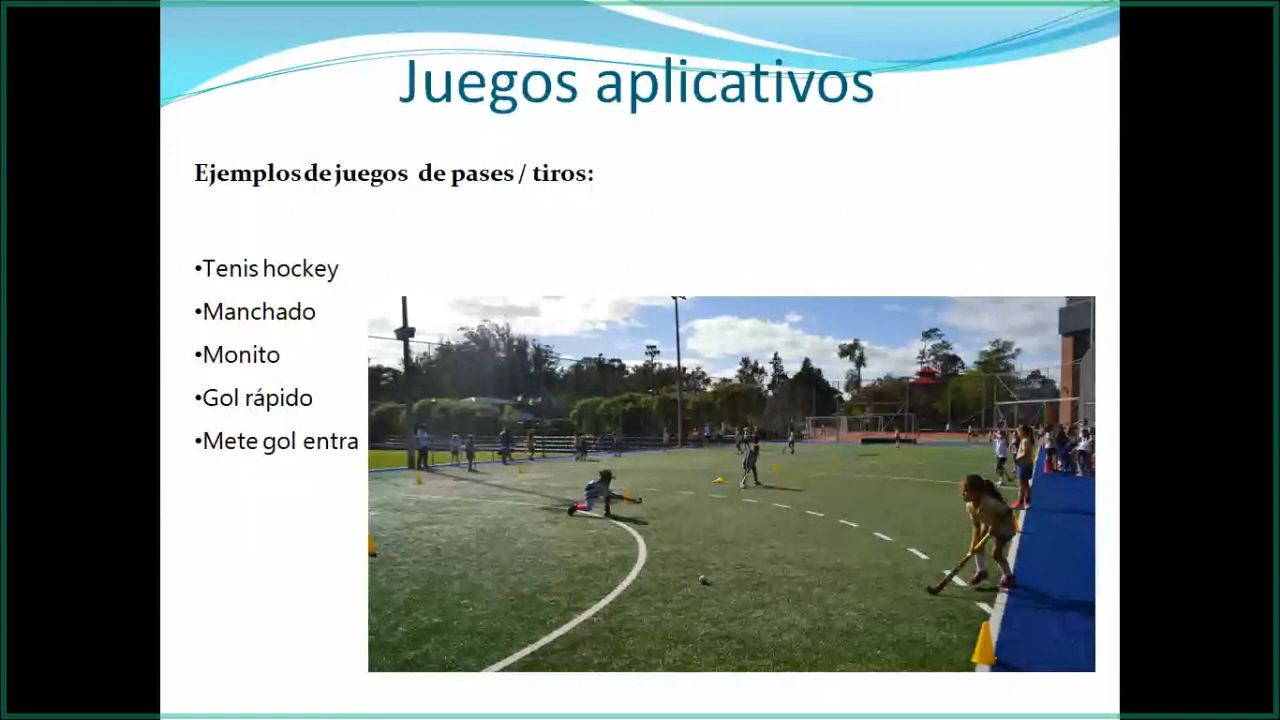 Juegos aplicativos
Ejemplos de juegos de pases / tiros:
•Tenis hockey
•Manchado
•Monito
•Gol rápido
•Mete gol entra